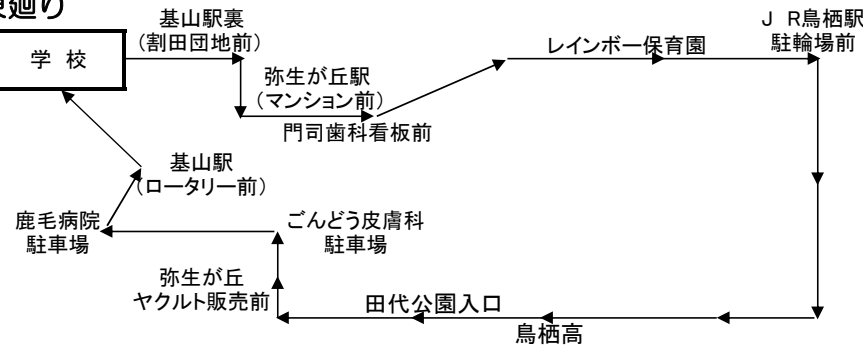 廻り
学 校
基山駅裏
(割田団地前)
弥生が丘駅
(マンション前)
門司歯科看板前
レインボー保育園
J R鳥栖駅
駐輪場前
基山駅
(ロータリー前)
鹿毛病院
駐車場
ごんどう皮膚科
駐車場
弥生が丘
ヤクルト販売前
田代公園入口
鳥栖高